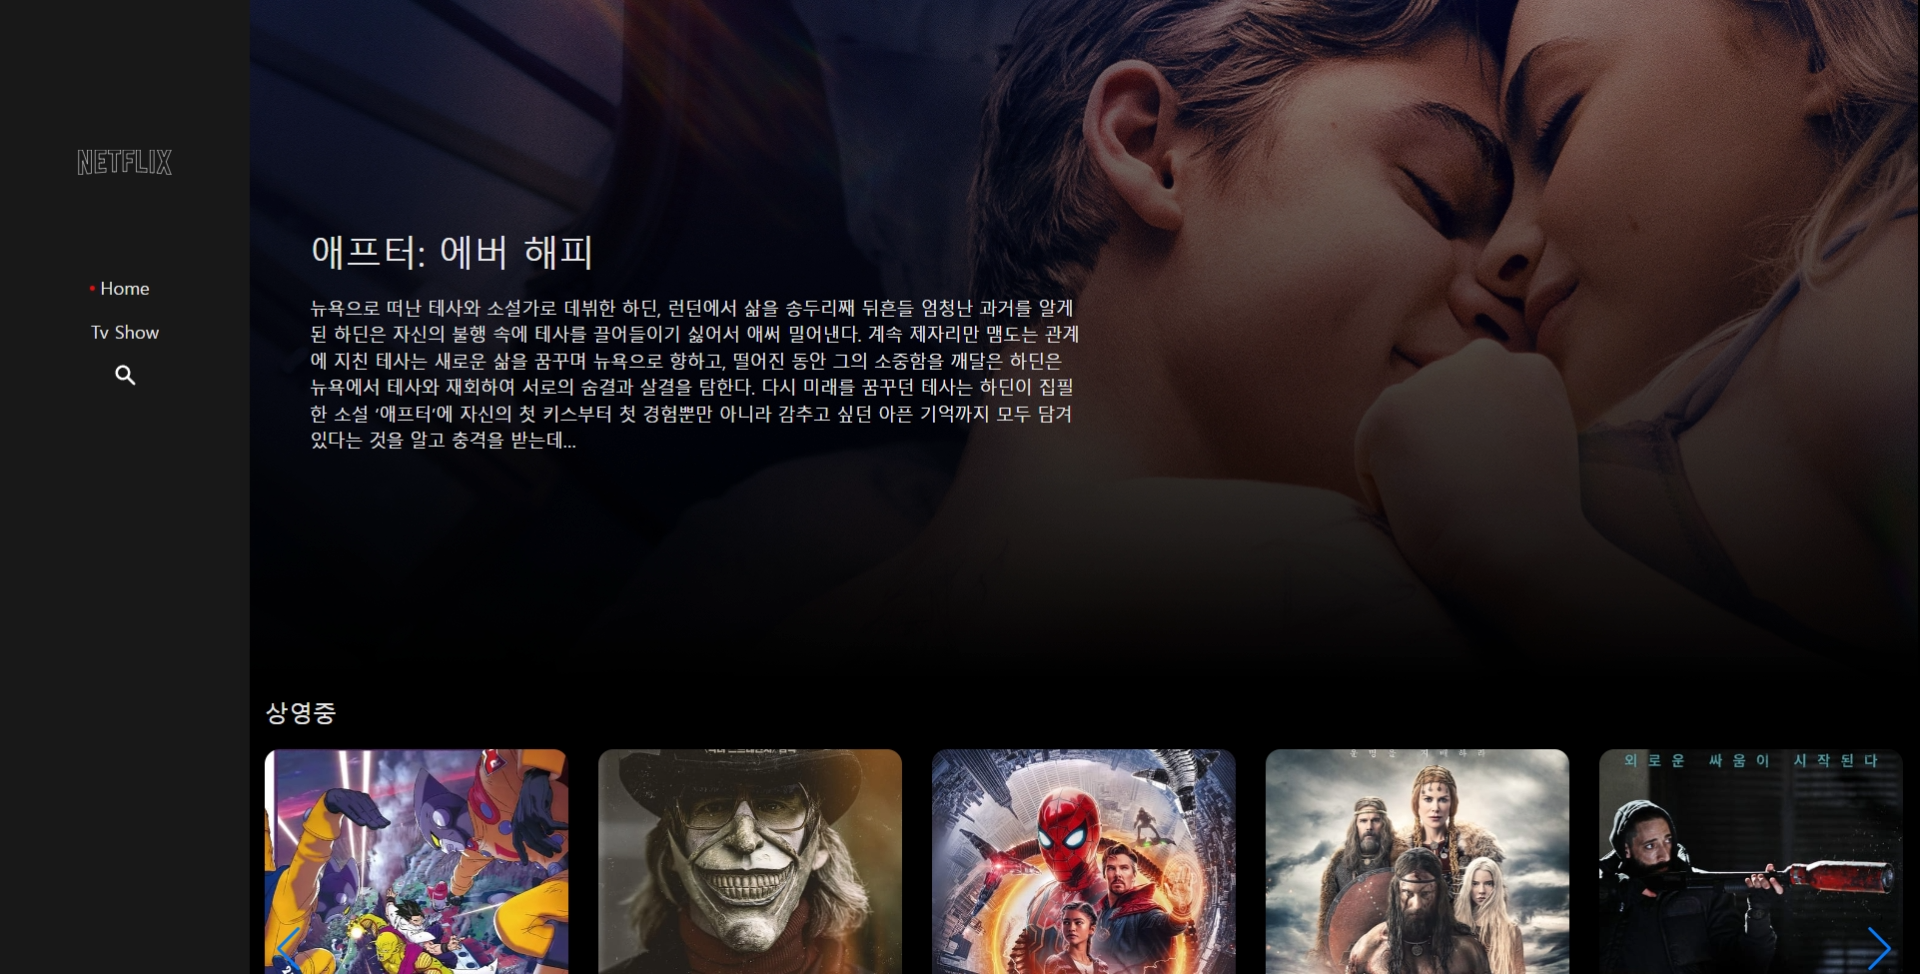 NETFLIX
Home
Tv Show
애프터: 에버 해피
뉴욕으로 떠난 테사와 소설가로 데뷔한 하딘, 런던에서 삶을 송두리째 뒤흔들 엄청난 과거를 알게
된 하딘은 자신의 불행 속에 테사를 끌어들이기 싫어서 애써 밀어낸다. 계속 제자리만 맴도는 관계
에 지친 테사는 새로운 삶을 꿈꾸며 뉴욕으로 향하고, 떨어진 동안 그의 소중함을 깨달은 하딘은
뉴욕에서 테사와 재회하여 서로의 숨결과 살결을 탐한다. 다시 미래를 꿈꾸던 테사는 하딘이 집필
한 소설 ‘애프터’에 자신의 첫 키스부터 첫 경험뿐만 아니라 감추고 싶던 아픈 기억까지 모두 담겨
있다는 것을 알고 충격을 받는데...
상영중
외로운 싸움이 시작된다